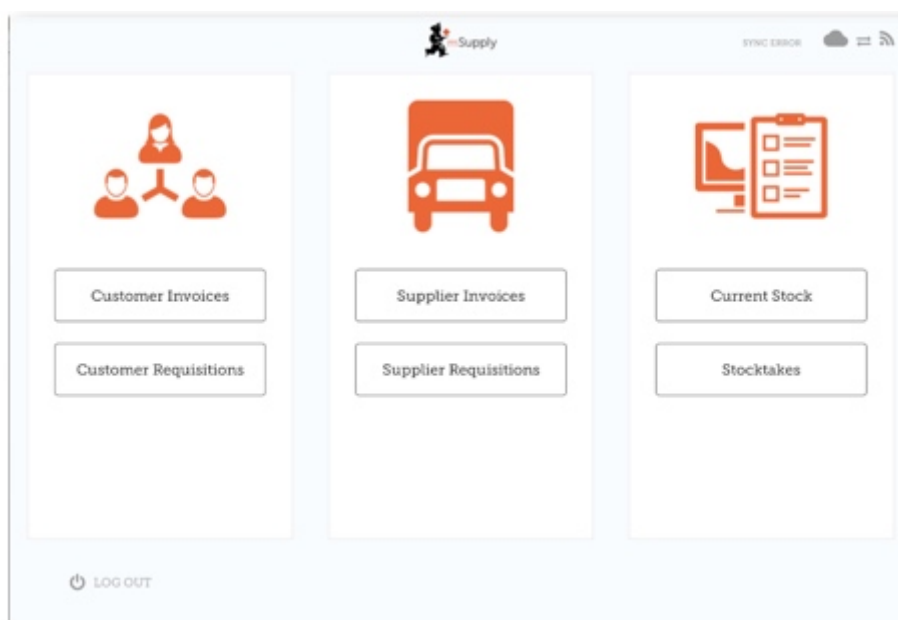 mSupply
SYNC ERROR
Customer Invoices
Supplier Invoices
Current Stock
Customer Requisitions
Supplier Requisitions
Stocktakes
LOG OUT